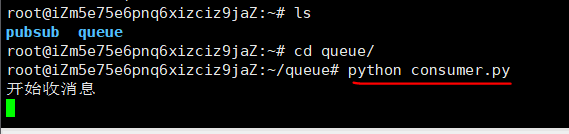 root@iZm5e75e6pnq6xizciz9jaZ:~# ls
pubsub  queue
root@iZm5e75e6pnq6xizciz9jaZ:~# cd queue/
root@iZm5e75e6pnq6xizciz9jaZ:~/queue# python consumer.py
开始收消息